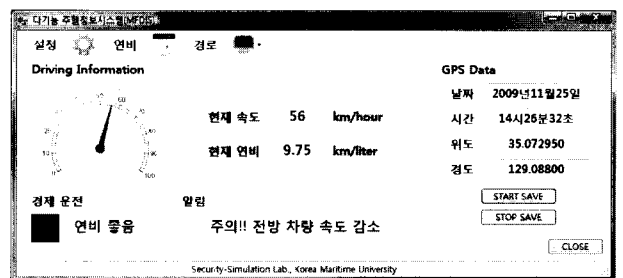 다기능 주행정보시스템(MFDIS)
설정 연비 경로
Driving Information
GPS Data
60
100
현재 속도 56 km/hour
현재 연비 9.75 km/liter
날짜 2009년11월25일
시간 14시26분32초
위도 35.072950
경도 129.08800
경제 운전
연비 좋음
알림
주의!! 전방 차량 속도 감소
START SAVE
STOP SAVE
CLOSE
Security-Simulation Lab., Korea Maritime University